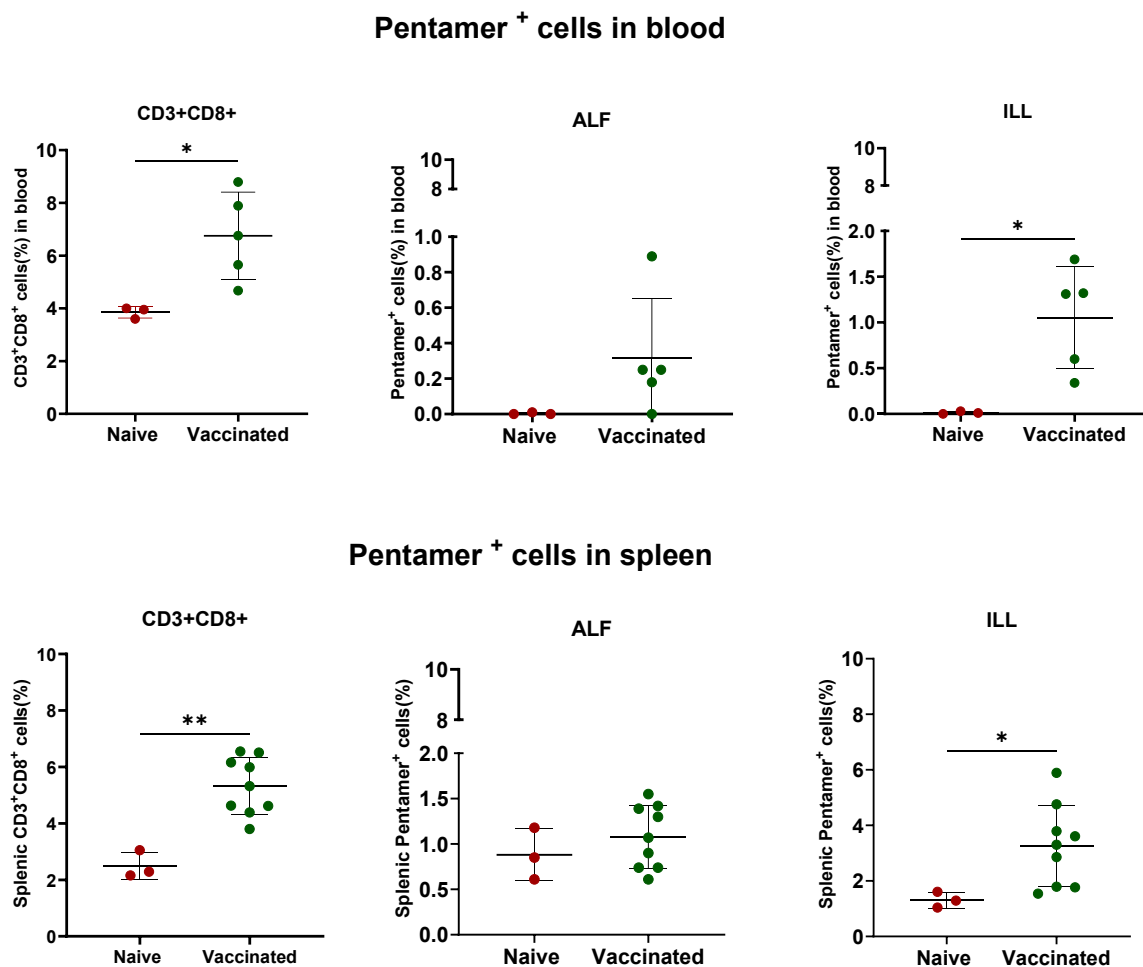 Pentamer ⁺ cells in blood
CD3+CD8+
CD3⁺CD8⁺ cells(%) in blood
10
8
6
4
2
0
*
Naive Vaccinated
ALF
Pentamer⁺ cells(%) in blood
10
8
1.0
0.8
0.6
0.4
0.2
0.0
Naive Vaccinated
ILL
Pentamer⁺ cells(%) in blood
10
8
2.0
1.5
1.0
0.5
0.0
*
Naive Vaccinated
Pentamer ⁺ cells in spleen
CD3+CD8+
Splenic CD3⁺CD8⁺ cells(%)
10
8
6
4
2
0
**
Naive Vaccinated
ALF
Splenic Pentamer⁺ cells(%)
10
8
2.0
1.5
1.0
0.5
0.0
Naive Vaccinated
ILL
Splenic Pentamer⁺ cells(%)
10
8
6
4
2
0
*
Naive Vaccinated